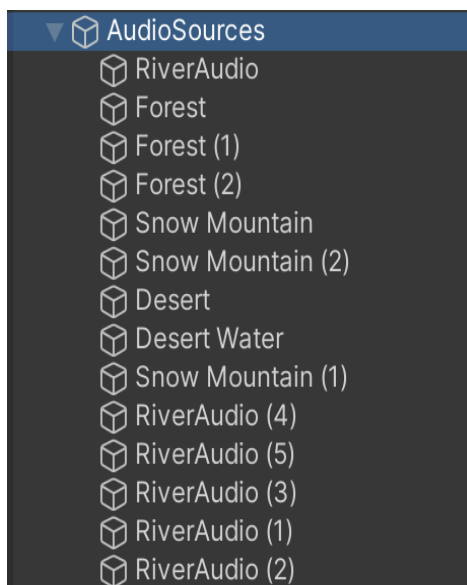 AudioSources
RiverAudio
Forest
Forest (1)
Forest (2)
Snow Mountain
Snow Mountain (2)
Desert
Desert Water
Snow Mountain (1)
RiverAudio (4)
RiverAudio (5)
RiverAudio (3)
RiverAudio (1)
RiverAudio (2)